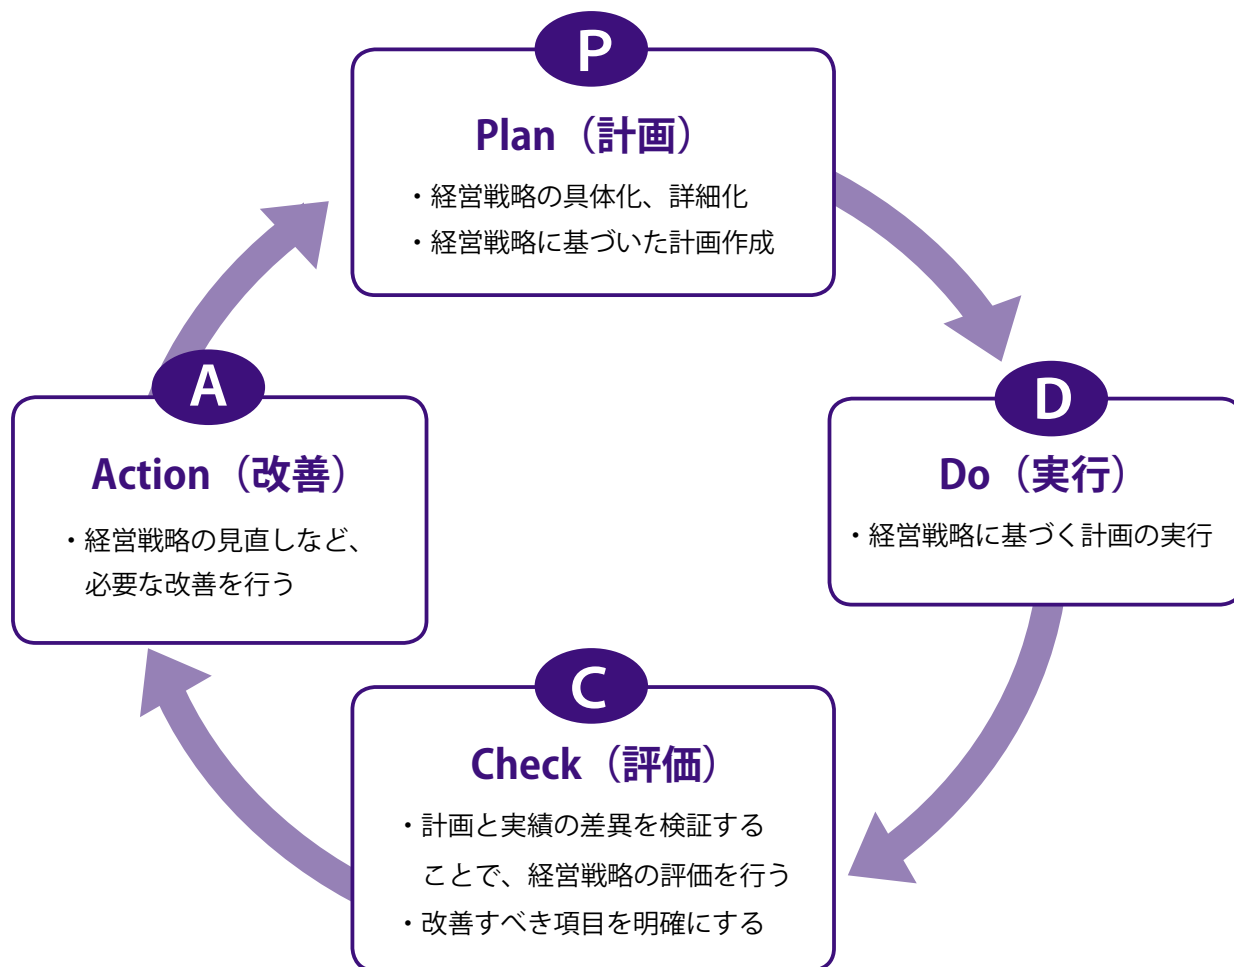 P
Plan（計画）
・経営戦略の具体化、詳細化
・経営戦略に基づいた計画作成
D
Do（実行）
・経営戦略に基づく計画の実行
C
Check（評価）
・計画と実績の差異を検証する
ことで、経営戦略の評価を行う
・改善すべき項目を明確にする
A
Action（改善）
・経営戦略の見直しなど、
必要な改善を行う